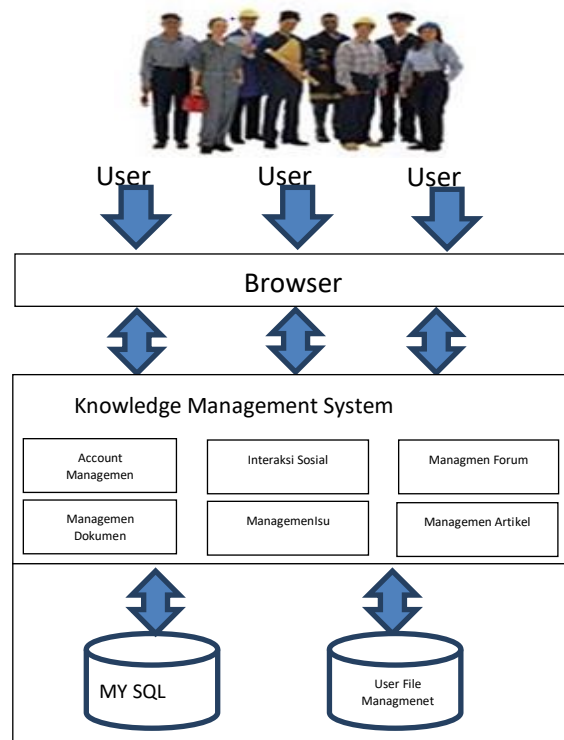 User User User
Browser
Knowledge Management System
Account
Managemen
Interaksi Sosial
Managmen Forum
Managemen
Dokumen
ManagemenIsu
Managemen Artikel
MY SQL
User File
Managmenet